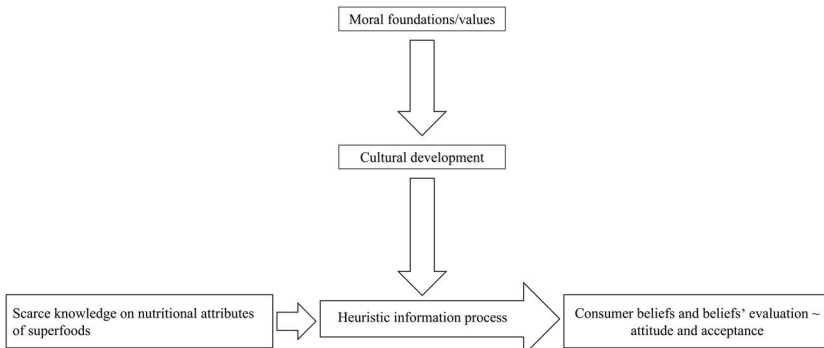 Moral foundations/values
Cultural development
Scarce knowledge on nutritional attributes
of superfoods
Heuristic information process
Consumer beliefs and beliefs’ evaluation ~
attitude and acceptance